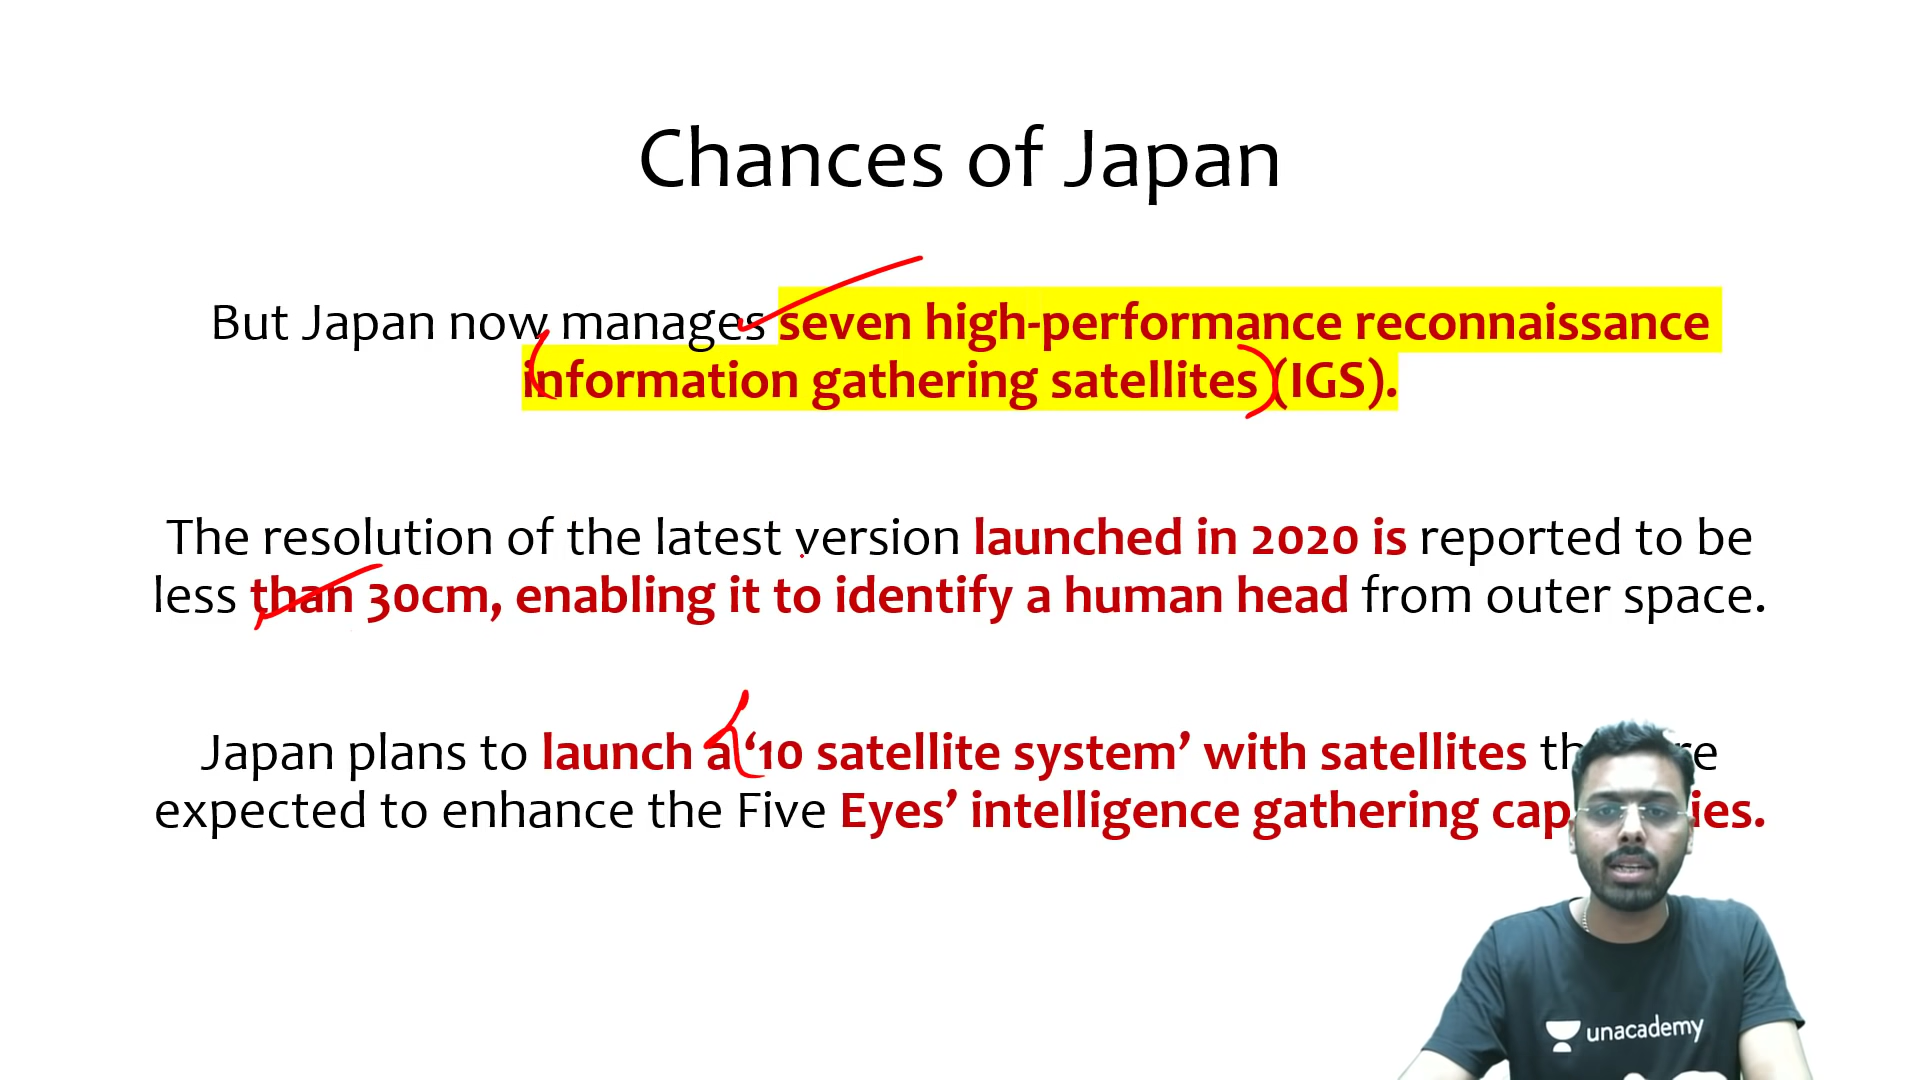 Chances of Japan
But Japan now manages seven high-performance reconnaissance
information gathering satellites (IGS).
The resolution of the latest version launched in 2020 is reported to be
less than 30cm, enabling it to identify a human head from outer space.
Japan plans to launch a ‘10 satellite system’ with satellites
expected to enhance the Five Eyes’ intelligence gathering
unacademy